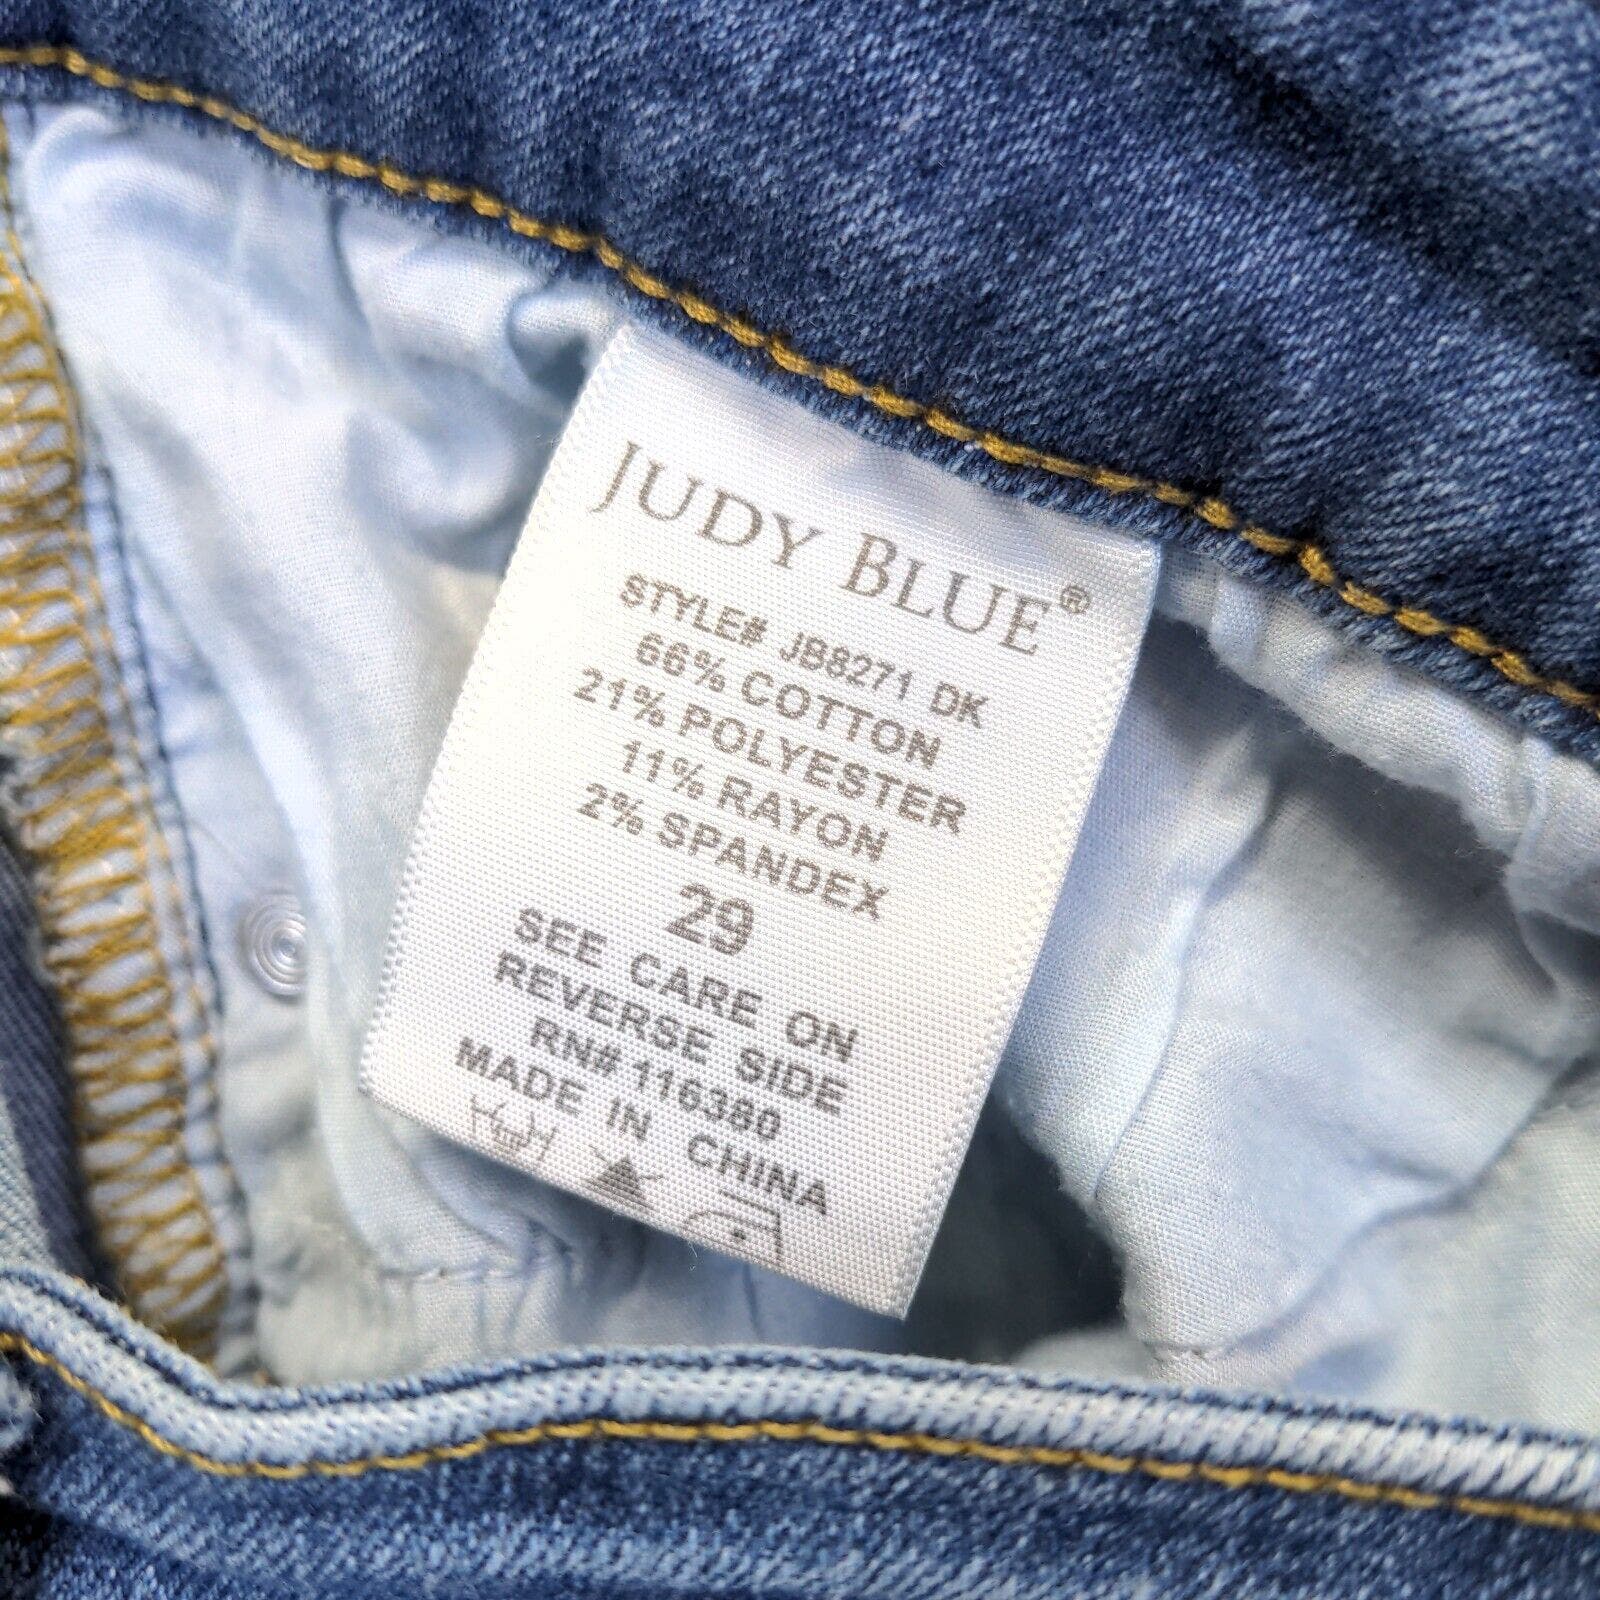 JUDY BLUE®
STYLE# JB8271 DK
66% COTTON
21% POLYESTER
11% RAYON
2% SPANDEX
29
SEE CARE ON
REVERSE SIDE
RN# 116380
MADE IN CHINA